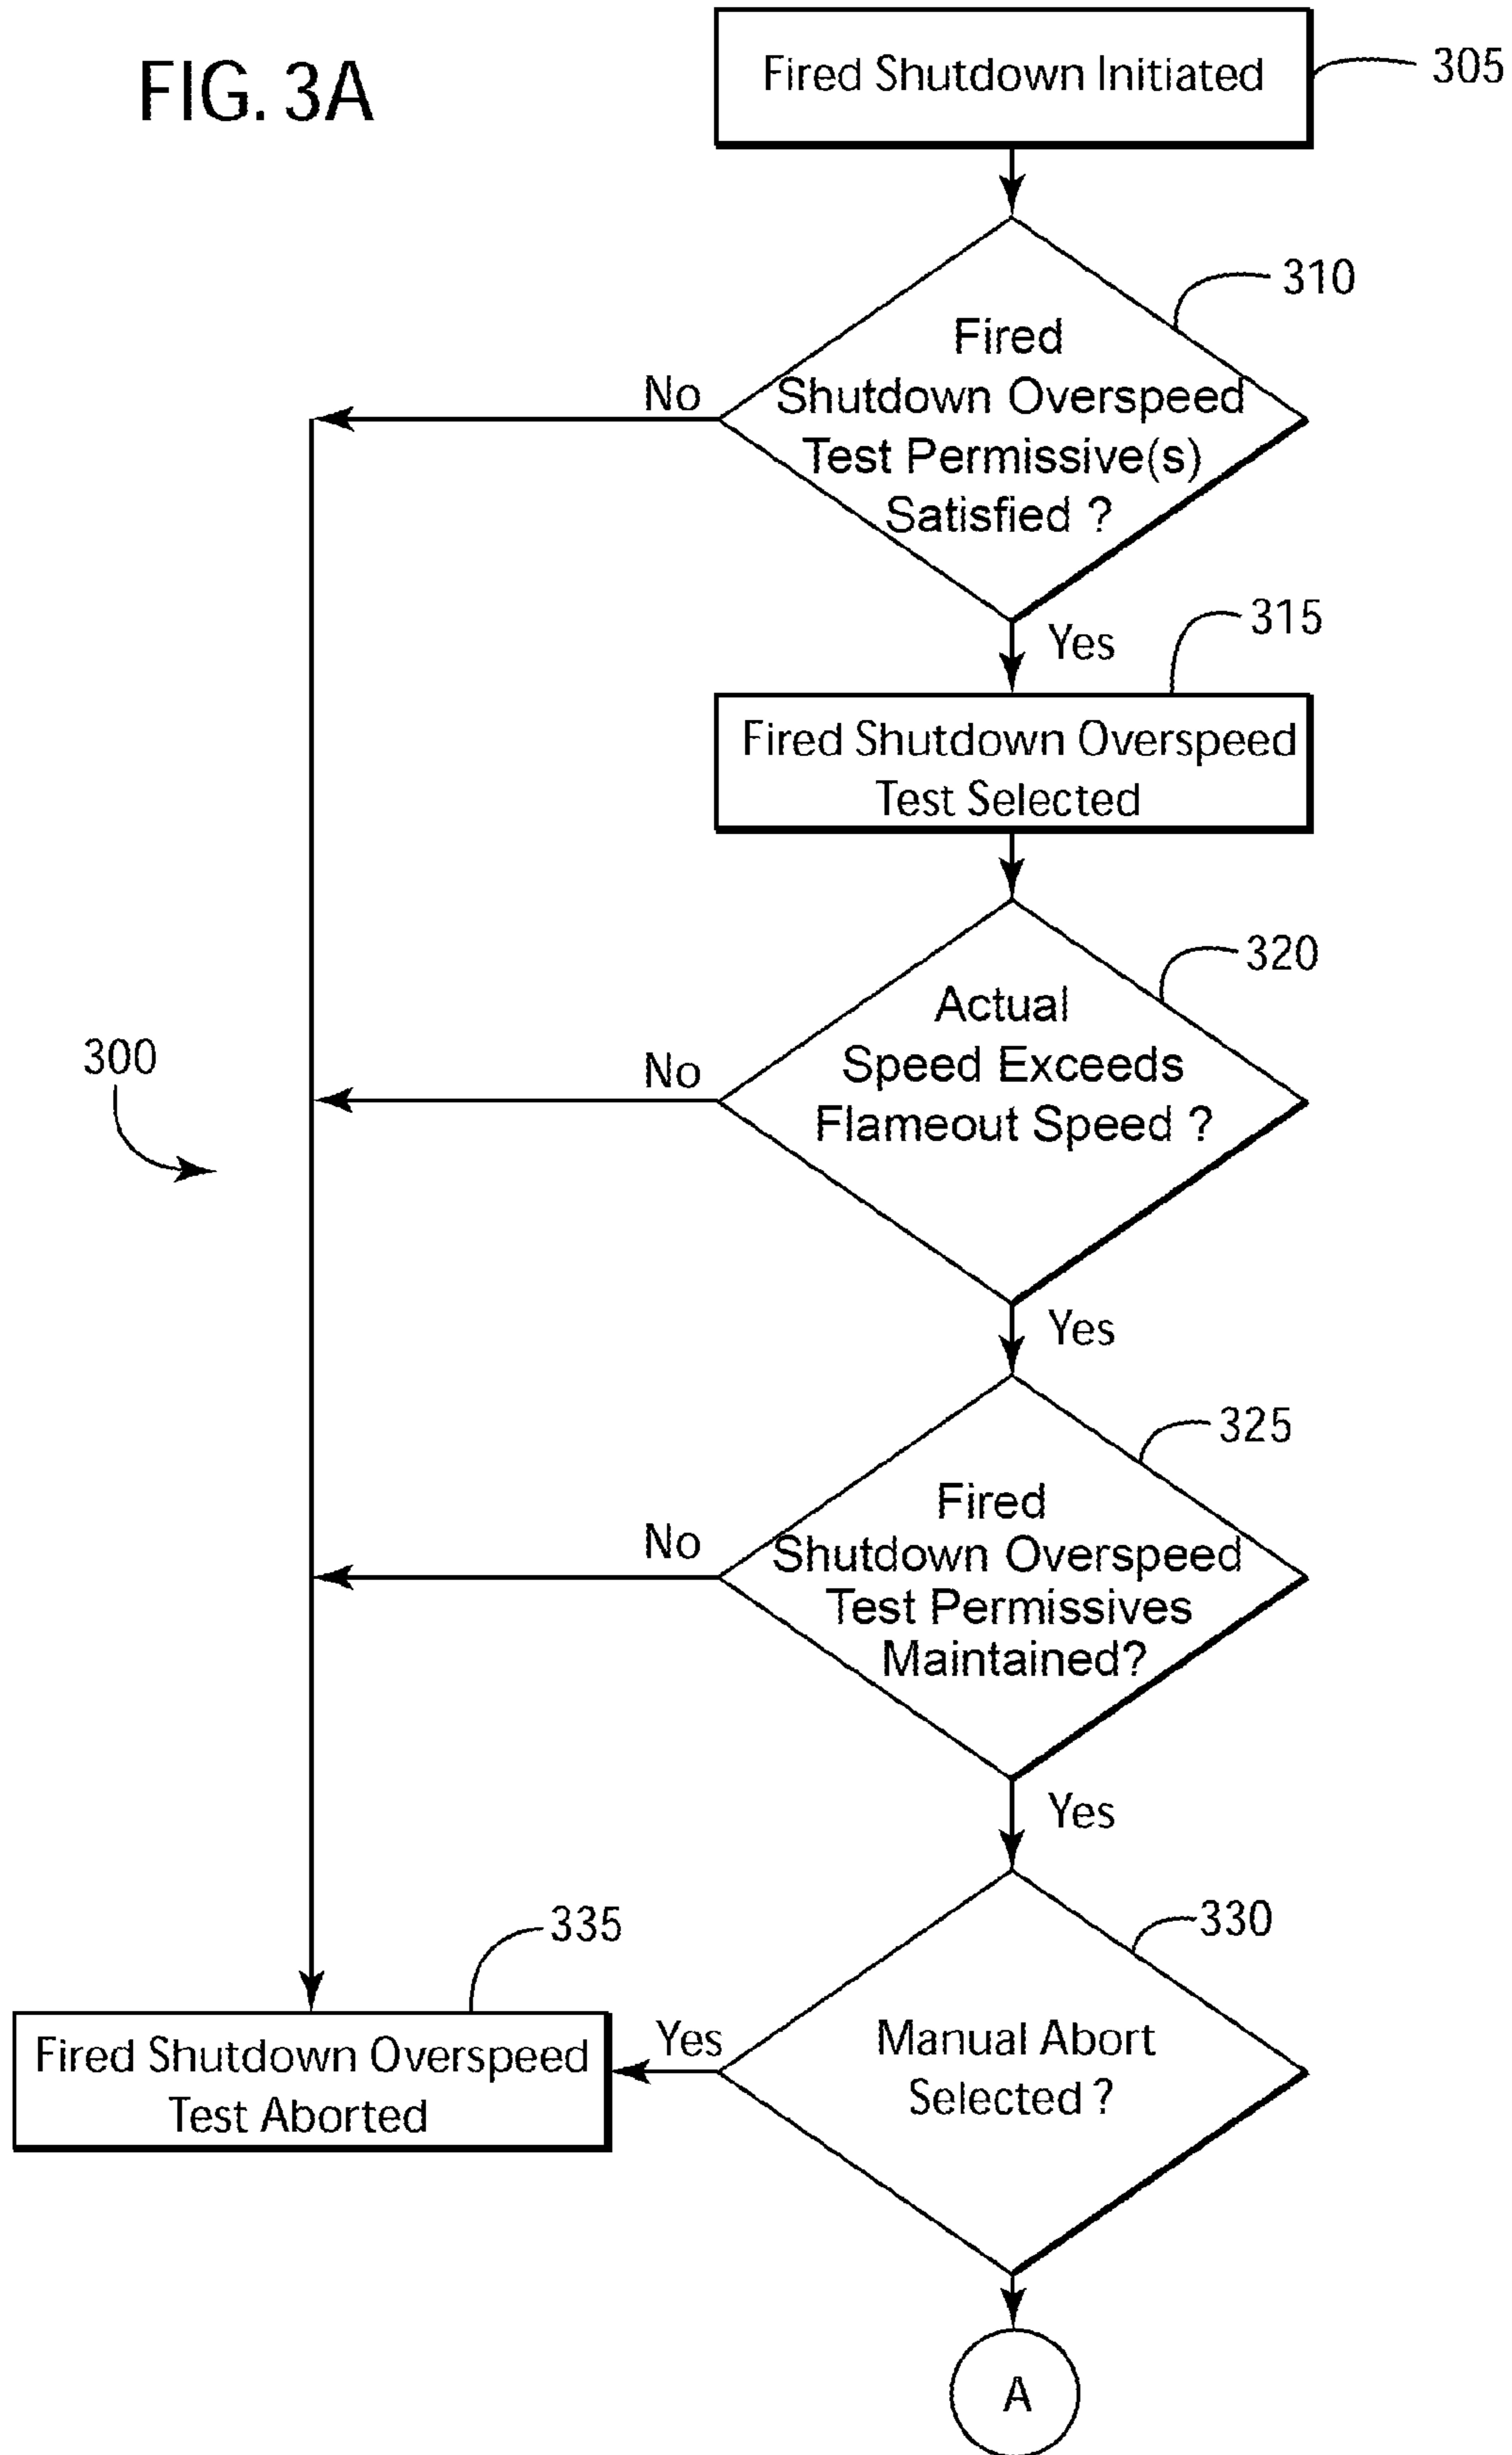 FIG. 3A
Fired Shutdown Initiated
305
310
Fired
Shutdown Overspeed
Test Permissive(s)
Satisfied ?
No
Yes
315
Fired Shutdown Overspeed
Test Selected
320
Actual
Speed Exceeds
Flameout Speed ?
No
300
Yes
325
Fired
Shutdown Overspeed
Test Permissives
Maintained?
No
Yes
330
335
Manual Abort
Selected ?
Yes
Fired Shutdown Overspeed
Test Aborted
A